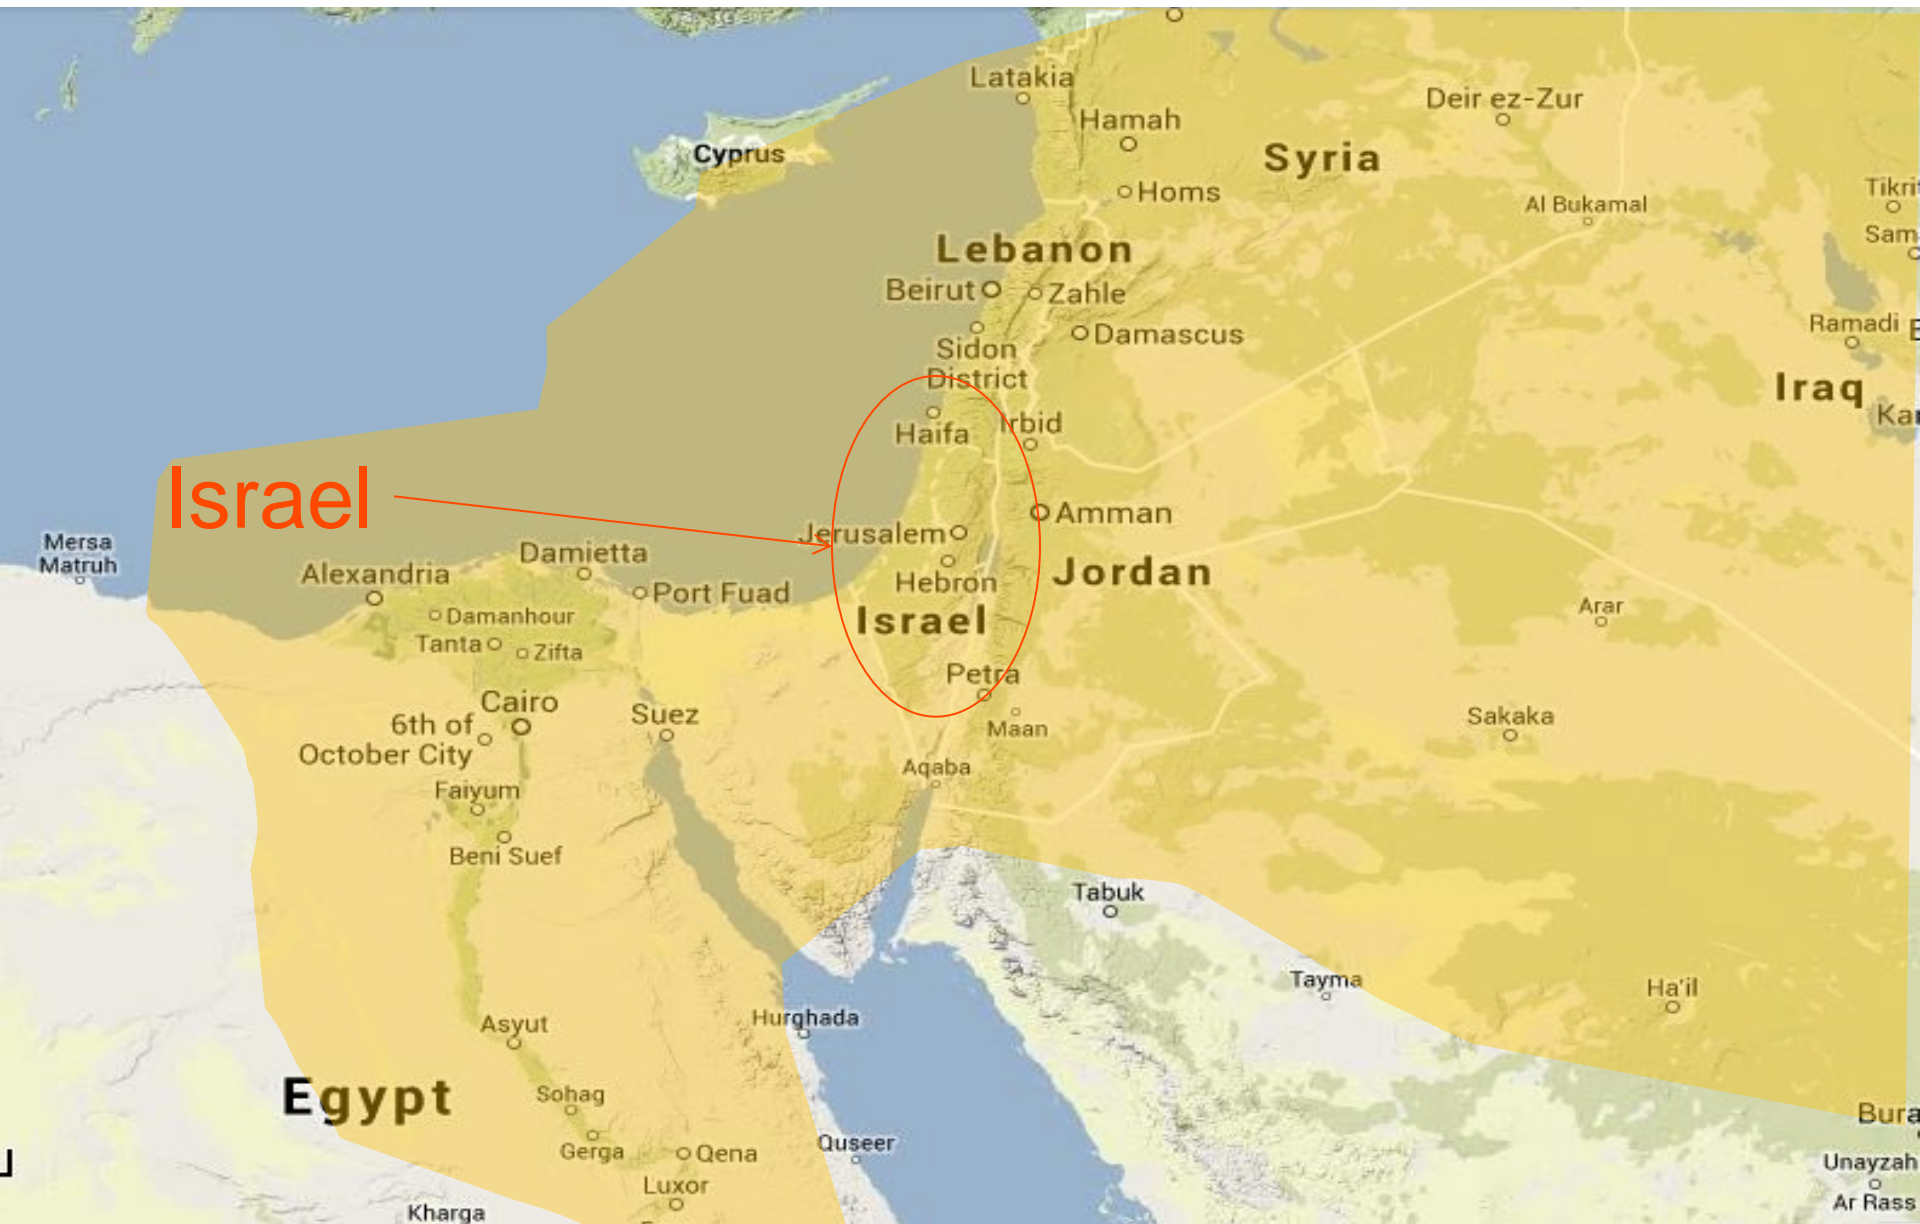 Latakia
Deir ez-Zur
Hamah
Cyprus
Syria
Tikrit
Homs
Al Bukamal
Sam
Lebanon
Beirut
Zahle
Ramadi
Damascus
Sidon
District
Iraq
Kar
Irbid
Haifa
Israel
Amman
Jerusalem
Mersa
Matruh
Damietta
Alexandria
Jordan
Hebron
Port Fuad
Arar
Damanhour
Israel
Tanta
Zifta
Petra
Cairo
Suez
Sakaka
6th of
October City
Maan
Aqaba
Faiyum
Beni Suef
Tabuk
Tayma
Ha'il
Hurghada
Asyut
Egypt
Sohag
Bura
Quseer
Gerga
Qena
Unayzah
Luxor
Ar Rass
Kharga